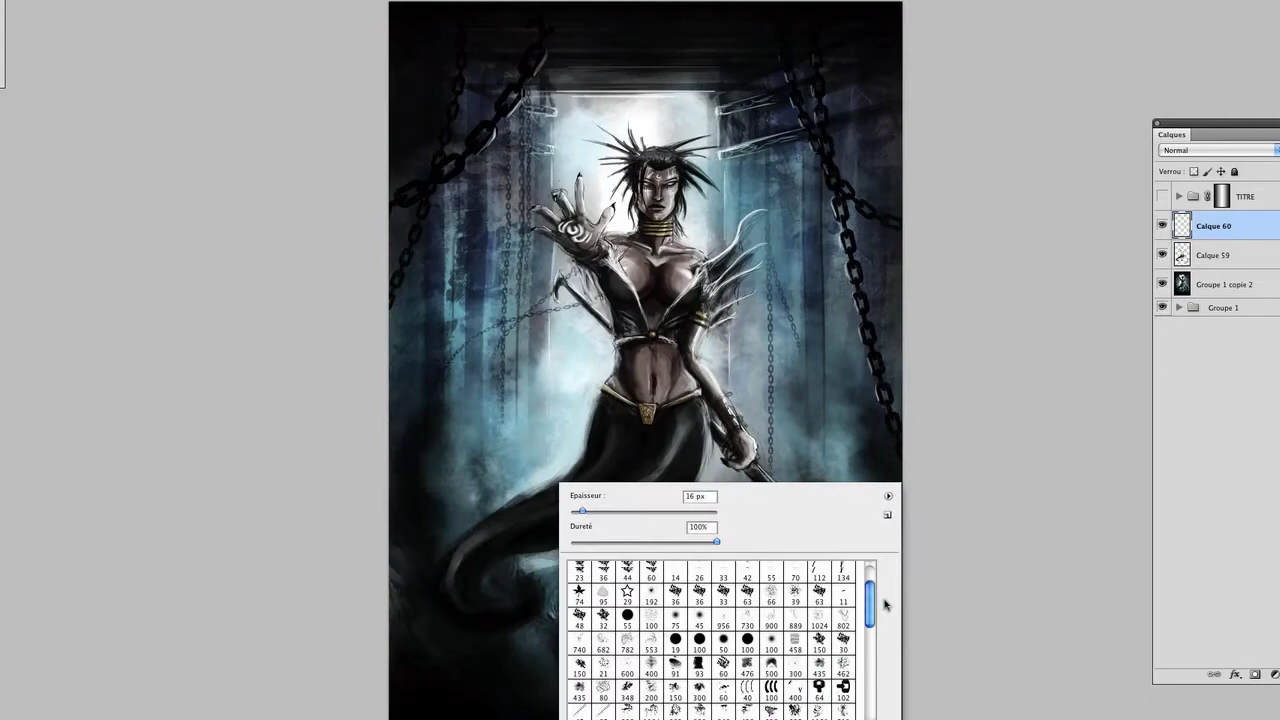 Calques
Normal
Verrou :
TITRE
Calque 60
Calque 59
Groupe 1 copie 2
Groupe 1
Epaisseur :
16 px
Dureté
100%
23 36 44 60 14 26 33 42 55 70 112 134
74 95 29 192 36 36 33 63 66 39 63 11
48 32 55 100 75 45 956 730 900 889 1024 802
740 682 782 553 19 100 50 100 100 458 150 30
150 21 600 400 91 93 60 476 500 300 435 462
435 80 348 200 150 300 60 40 100 400 64 102
fx.